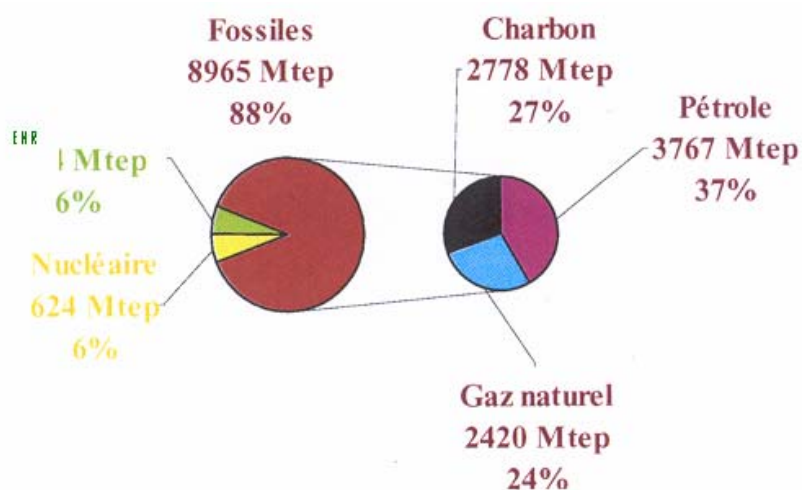 Fossiles
8965 Mtep
88%
Charbon
2778 Mtep
27%
Pétrole
3767 Mtep
37%
EHR
Mtep
6%
Nucléaire
624 Mtep
6%
Gaz naturel
2420 Mtep
24%